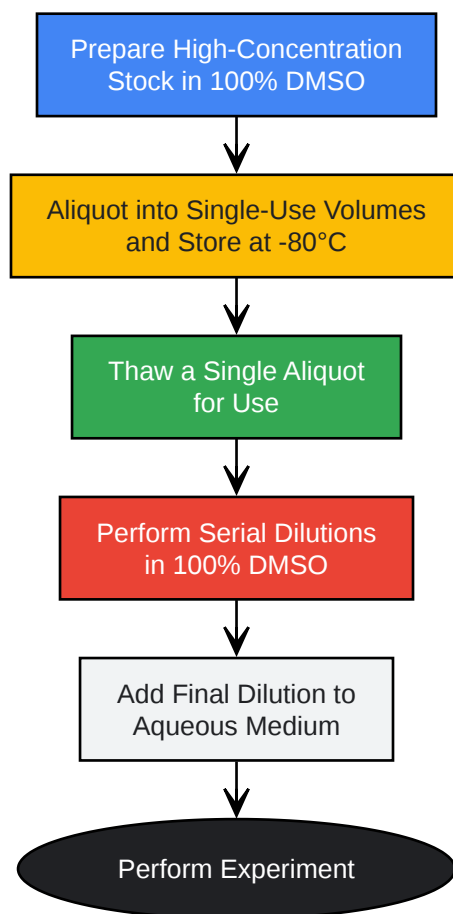 Prepare High-Concentration
Stock in 100% DMSO
Aliquot into Single-Use Volumes
and Store at -80°C
Thaw a Single Aliquot
for Use
Perform Serial Dilutions
in 100% DMSO
Add Final Dilution to
Aqueous Medium
Perform Experiment